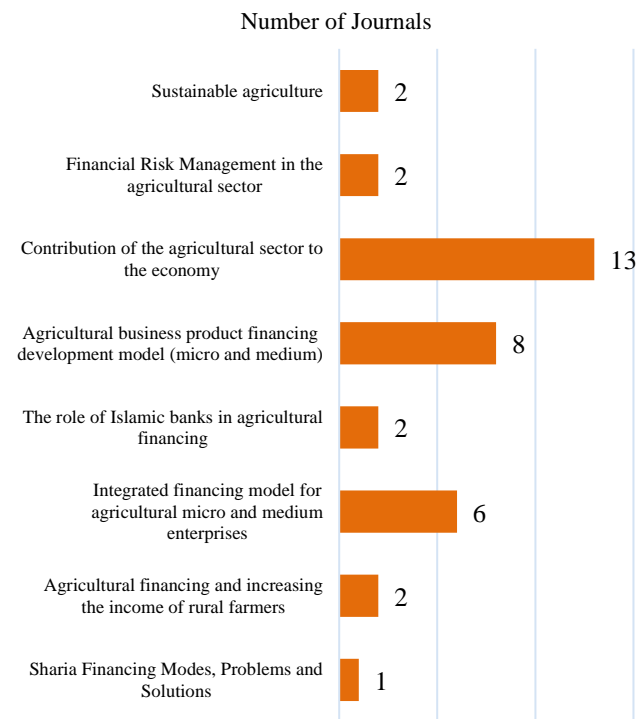 Number of Journals
Sustainable agriculture
2
Financial Risk Management in the
agricultural sector
2
Contribution of the agricultural sector to
the economy
13
Agricultural business product financing
development model (micro and medium)
8
The role of Islamic banks in agricultural
financing
2
Integrated financing model for
agricultural micro and medium
enterprises
6
Agricultural financing and increasing
the income of rural farmers
2
Sharia Financing Modes, Problems and
Solutions
1